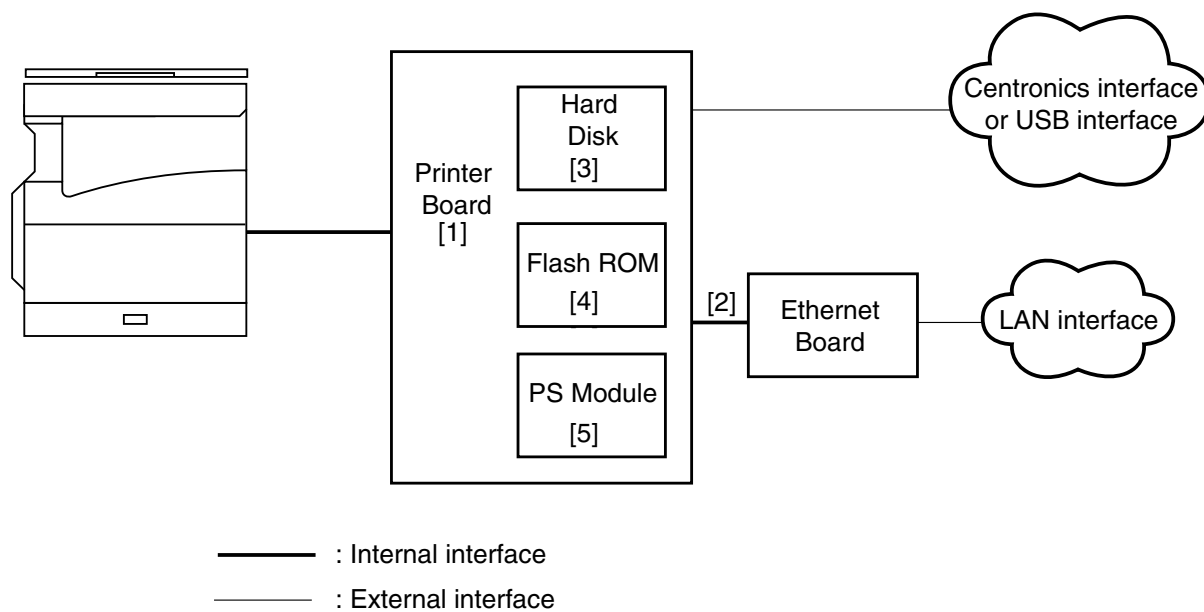 Printer
Board
[1]
Hard
Disk
[3]
Flash ROM
[4]
PS Module
[5]
Centronics interface
or USB interface
[2]
Ethernet
Board
LAN interface
: Internal interface
: External interface